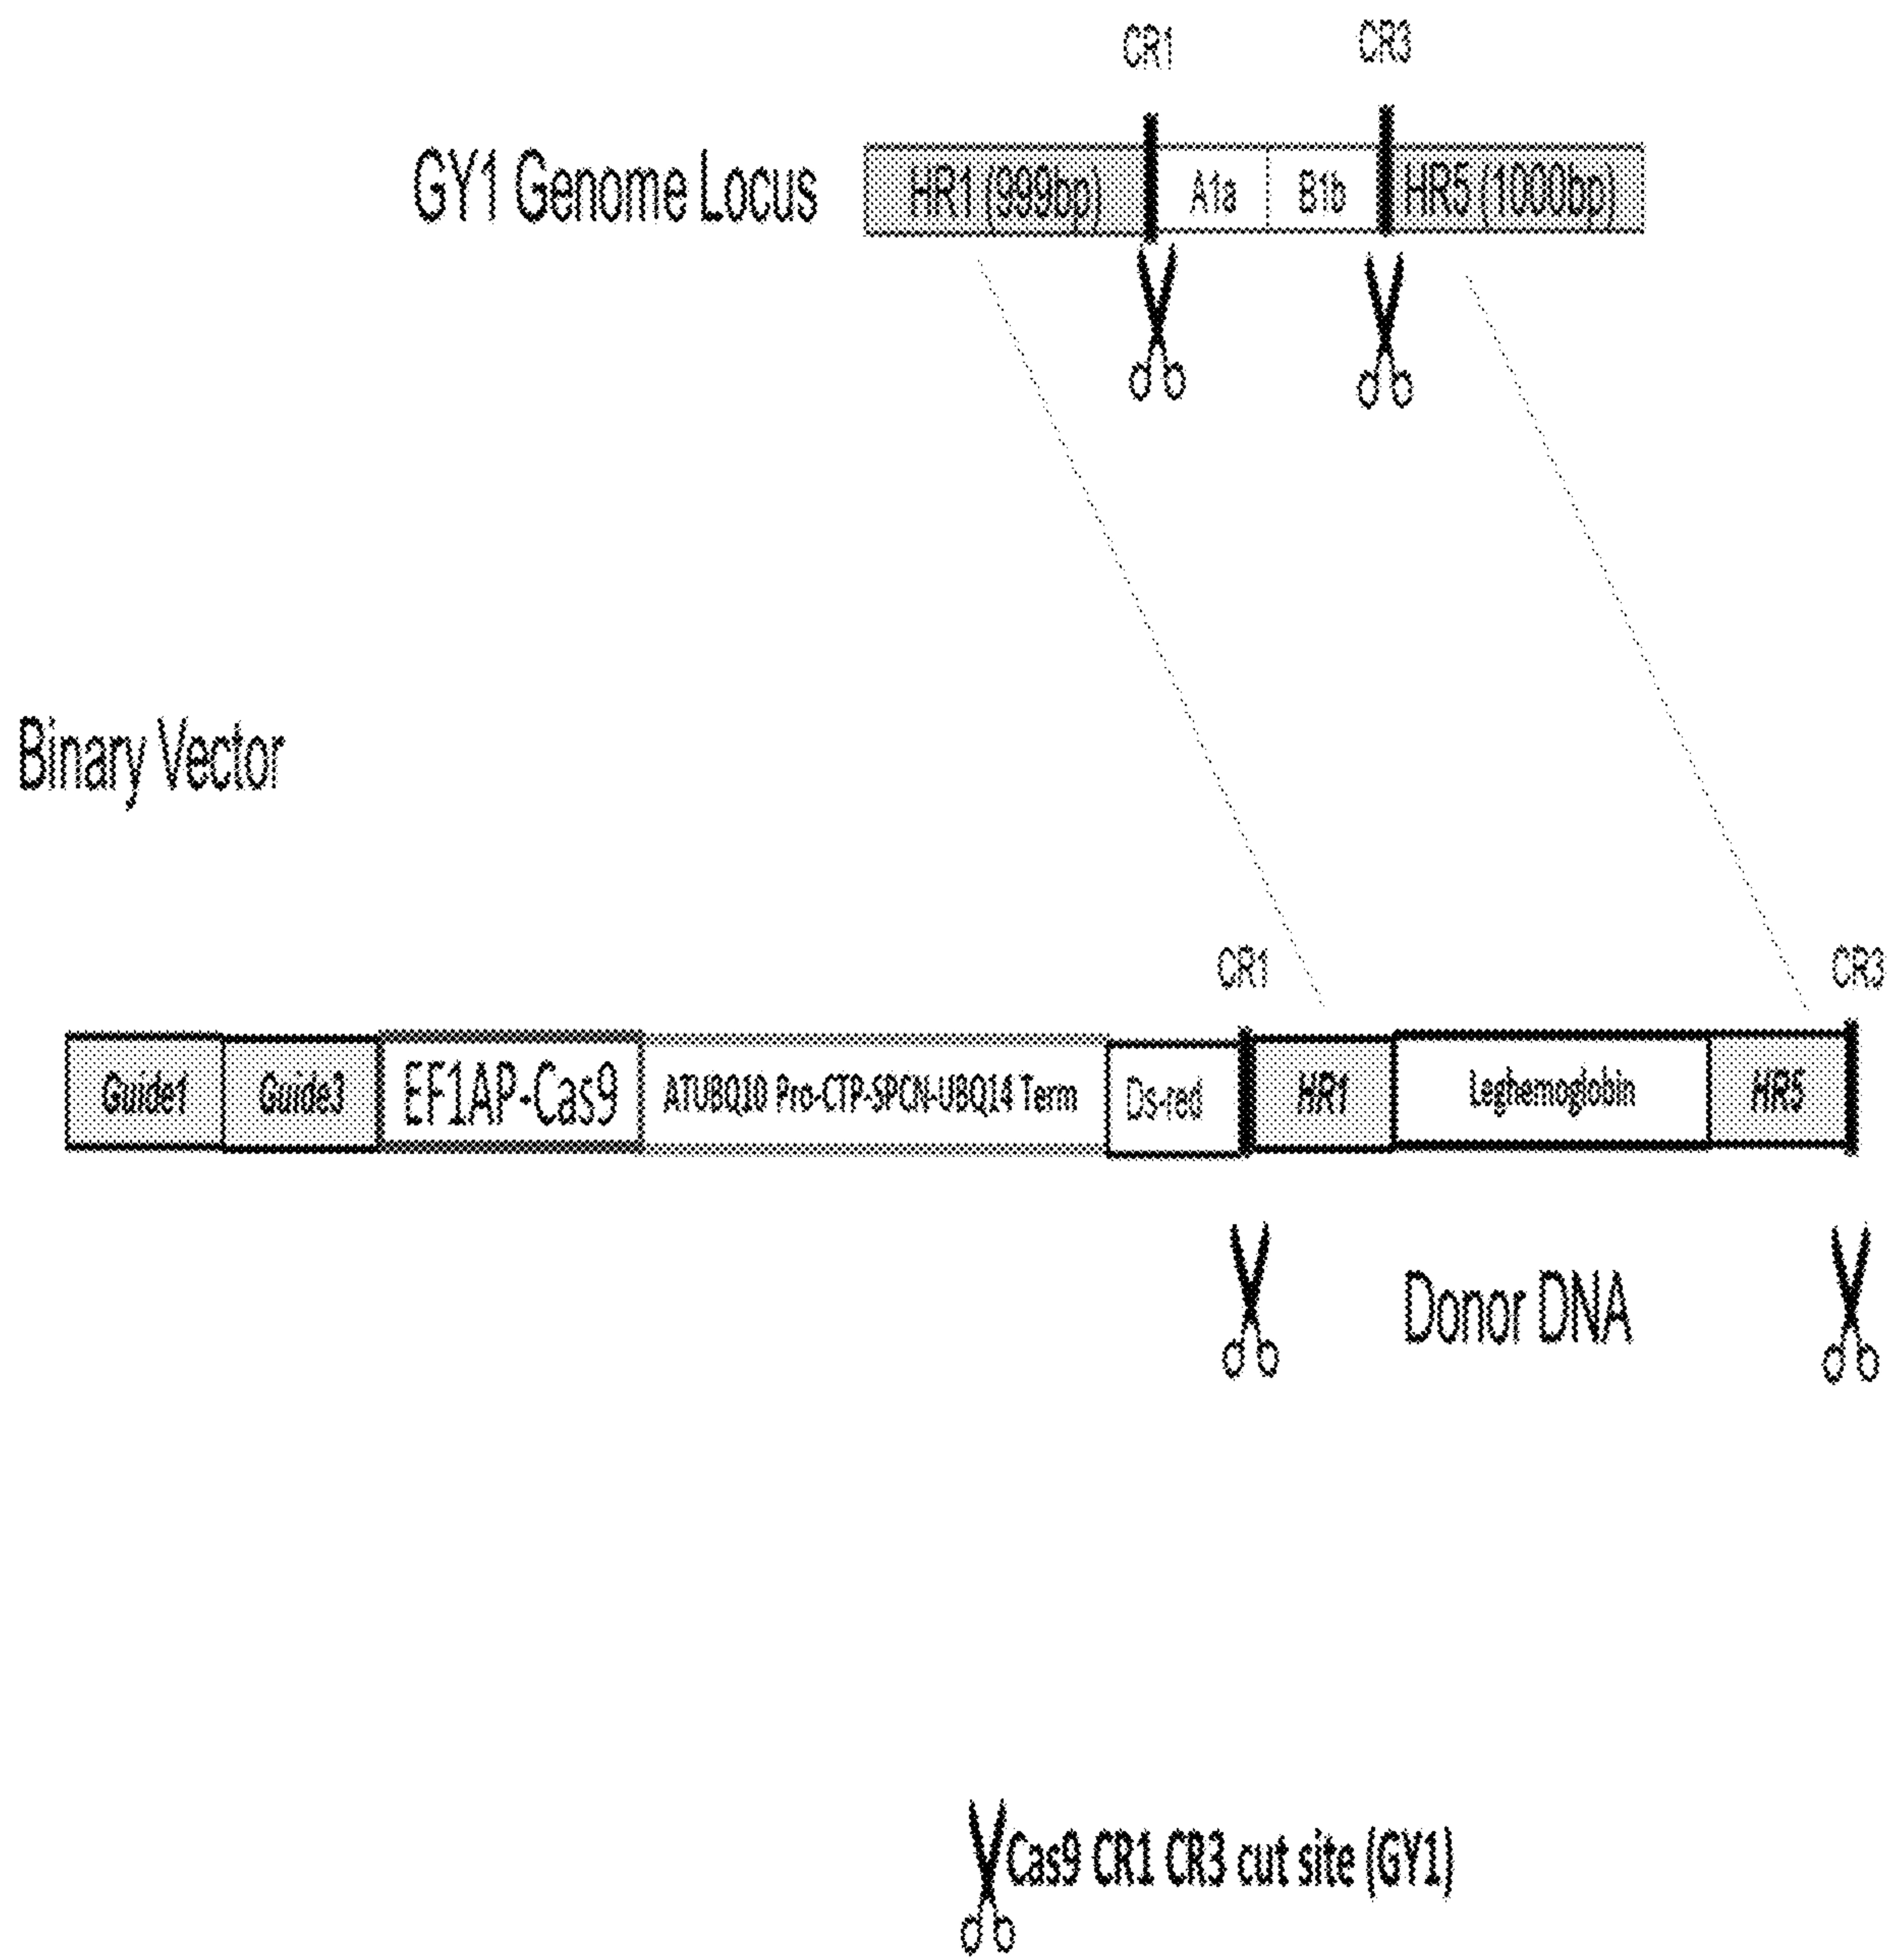 CR1 CR3
GY1 Genome Locus HR1 (999bp) A1a B1b HR5 (1000bp)
Binary Vector
CR1 CR3
Guide1 Guide3 EF1AP-Cas9 ATUBQ10 Pro-CTP-SPCN-UBQ14 Term Ds-red HR1 Leghemoglobin HR5
Donor DNA
Cas9 CR1 CR3 cut site (GY1)